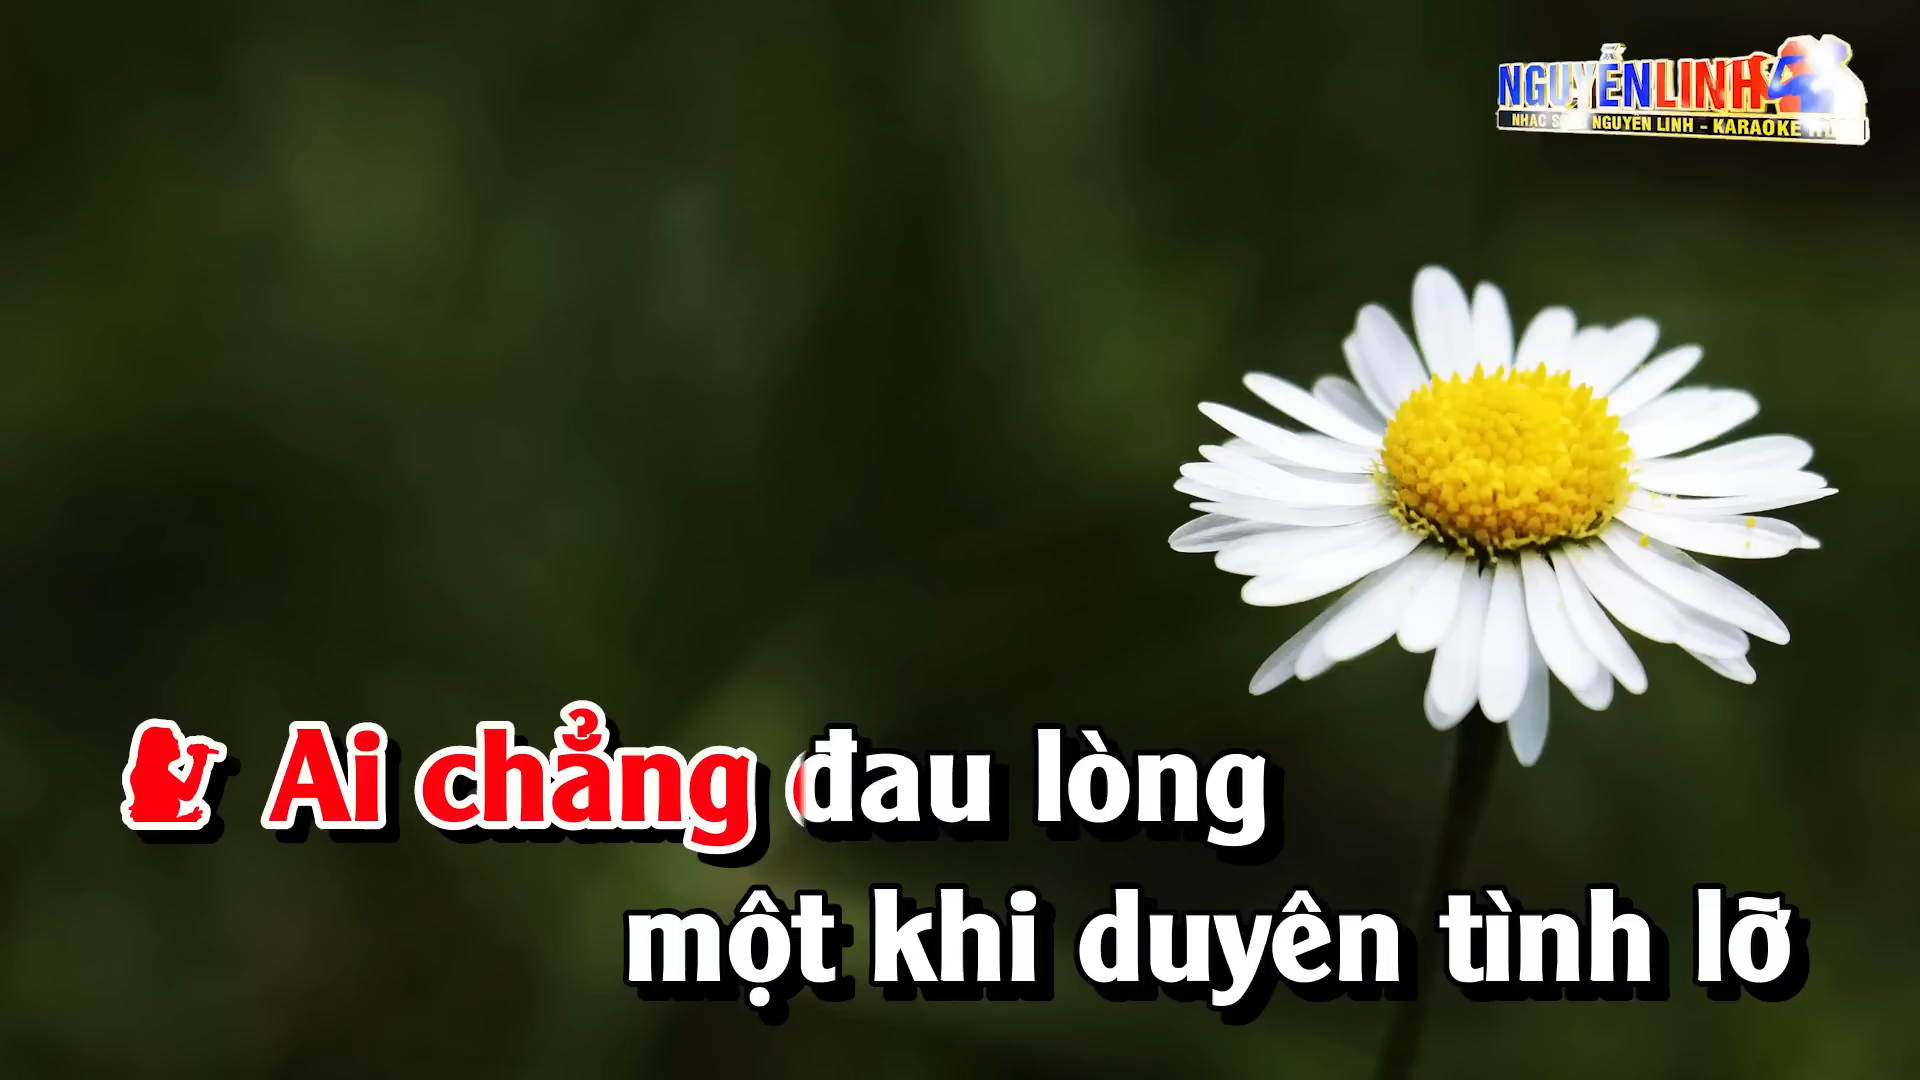 NGUYỄN LINH
NGUYỄN LINH - KARAOKE
Ai chẳng đau lòng
một khi duyên tình lỡ